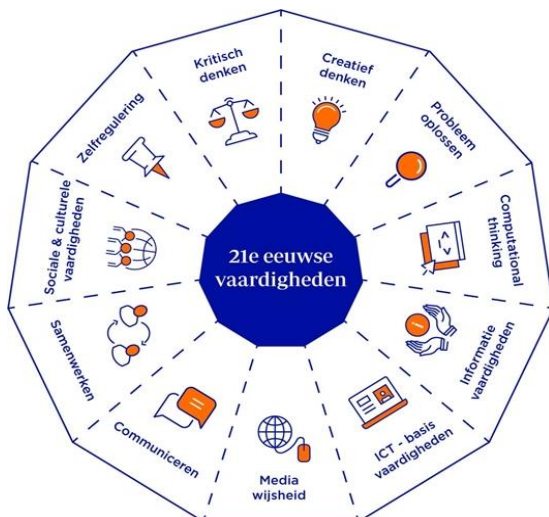 21e eeuwse
vaardigheden
Kritisch
denken
Creatief
denken
Probleem
oplossen
Computational
thinking
Informatie
vaardigheden
ICT - basis
vaardigheden
Media
wijsheid
Communiceren
Samenwerken
Sociale & culturele
vaardigheden
Zelfregulering